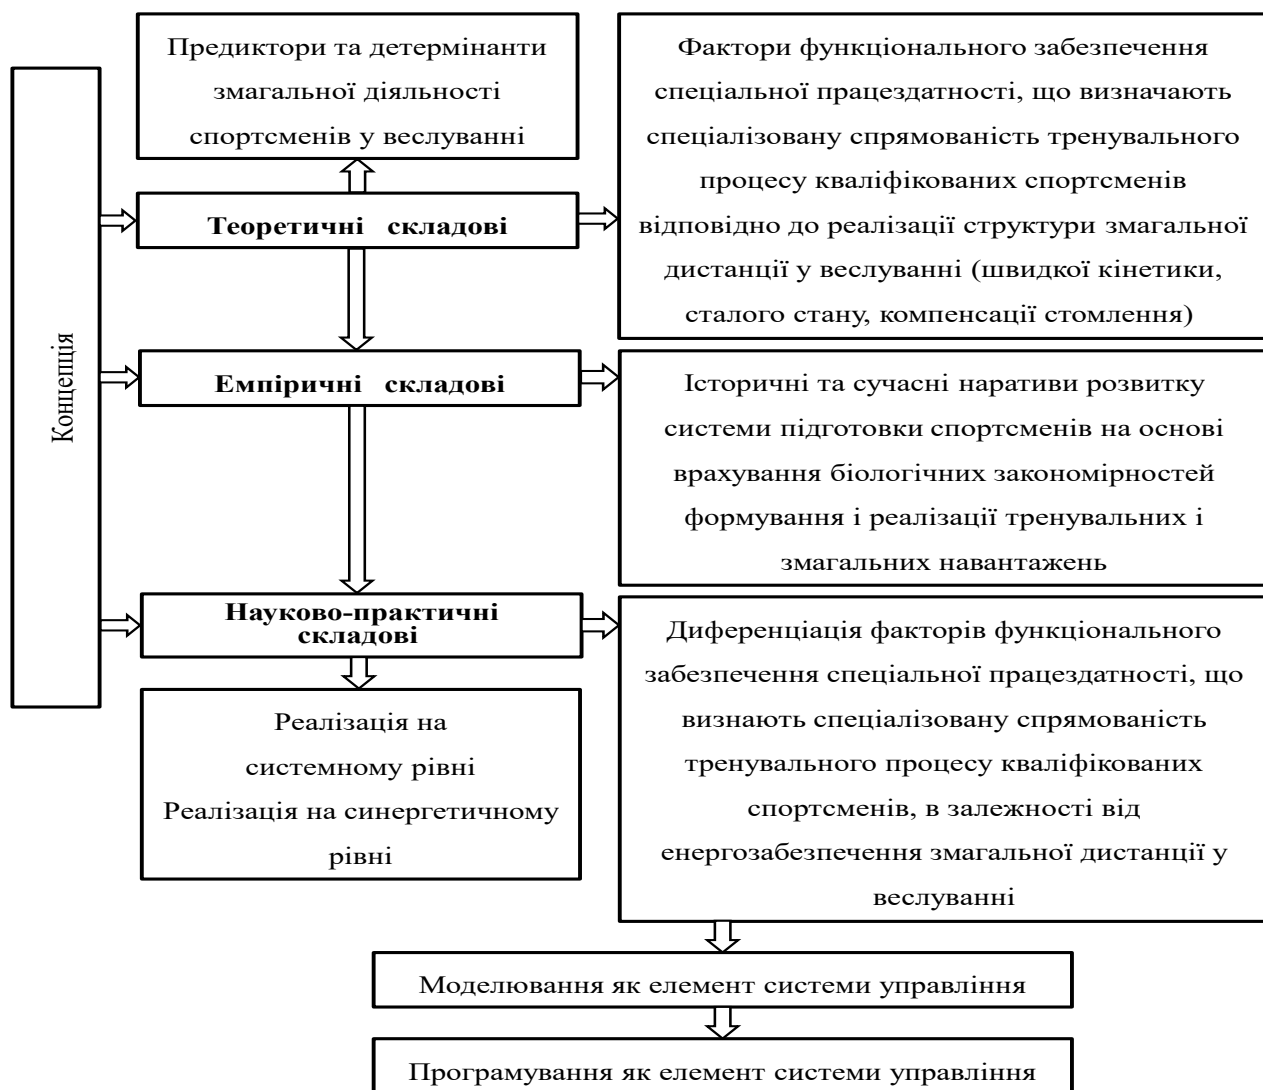 Концепція
Предиктори та детермінанти
змагальної діяльності
спортсменів у веслуванні
Теоретичні складові
Фактори функціонального забезпечення
спеціальної працездатності, що визначають
спеціалізовану спрямованість тренувального
процесу кваліфікованих спортсменів
відповідно до реалізації структури змагальної
дистанції у веслуванні (швидкої кінетики,
сталого стану, компенсації стомлення)
Емпіричні складові
Історичні та сучасні наративи розвитку
системи підготовки спортсменів на основі
врахування біологічних закономірностей
формування і реалізації тренувальних і
змагальних навантажень
Науково-практичні
складові
Реалізація на
системному рівні
Реалізація на синергетичному
рівні
Диференціація факторів функціонального
забезпечення спеціальної працездатності, що
визнають спеціалізовану спрямованість
тренувального процесу кваліфікованих
спортсменів, в залежності від
енергозабезпечення змагальної дистанції у
веслуванні
Моделювання як елемент системи управління
Програмування як елемент системи управління